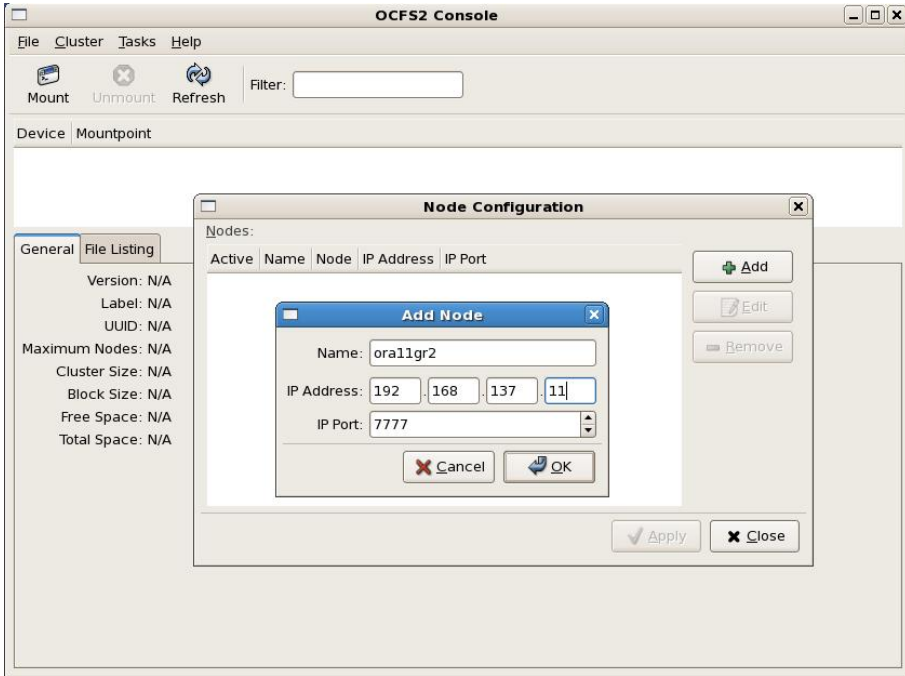 OCFS2 Console
File Cluster Tasks Help
Mount Unmount Refresh Filter:
Device Mountpoint
Node Configuration
Nodes:
Active Name Node IP Address IP Port
Add
Edit
Remove
General File Listing
Version: N/A
Label: N/A
UUID: N/A
Maximum Nodes: N/A
Cluster Size: N/A
Block Size: N/A
Free Space: N/A
Total Space: N/A
Add Node
Name: ora11gr2
IP Address: 192 . 168 . 137 . 11
IP Port: 7777
Cancel OK
Apply Close